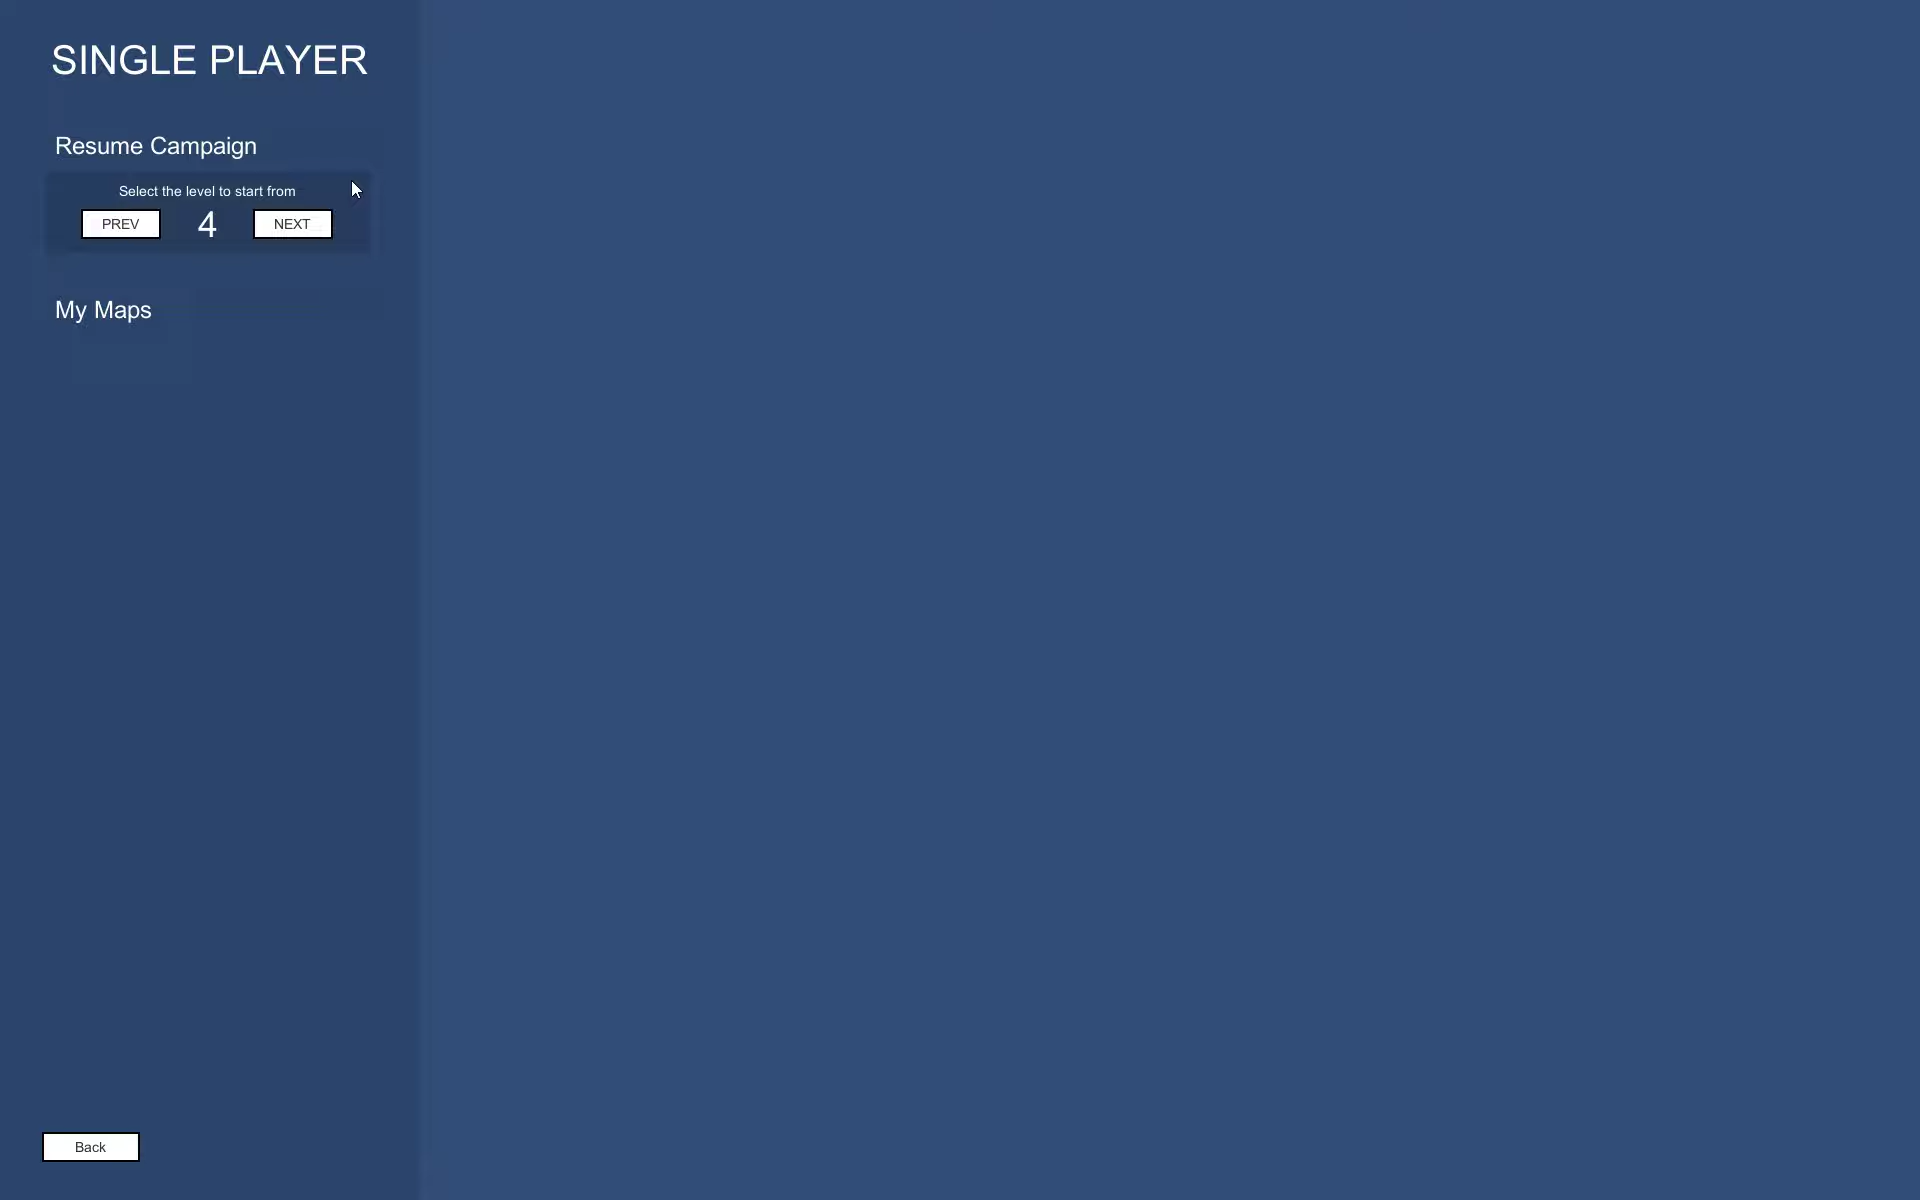 SINGLE PLAYER
Resume Campaign
Select the level to start from
PREV 4 NEXT
My Maps
Back